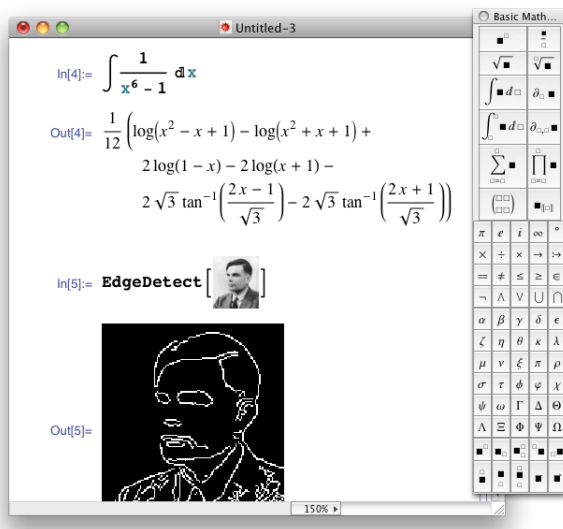 Untitled-3
Basic Math...
In[4]:= ∫ 1/(x^6 - 1) ⅆx
Out[4]= 1/12 (log(x^2 - x + 1) - log(x^2 + x + 1) +
2 log(1 - x) - 2 log(x + 1) -
2 √3 tan^-1((2 x - 1)/√3) - 2 √3 tan^-1((2 x + 1)/√3))
In[5]:= EdgeDetect[ ]
Out[5]=
150%
√■ √■
∫■ d□ ∂□ ■
∫■ d□ ∂□,□ ■
∑■ ∏■
π e i ∞ °
× ÷ × → :→
== ≠ ≤ ≥ ∈
¬ ∧ ∨ ∪ ∩
α β γ δ ϵ
ζ η θ κ λ
μ ν ξ π ρ
σ τ ϕ φ χ
ψ ω Γ Δ Θ
Λ Ξ Φ Ψ Ω